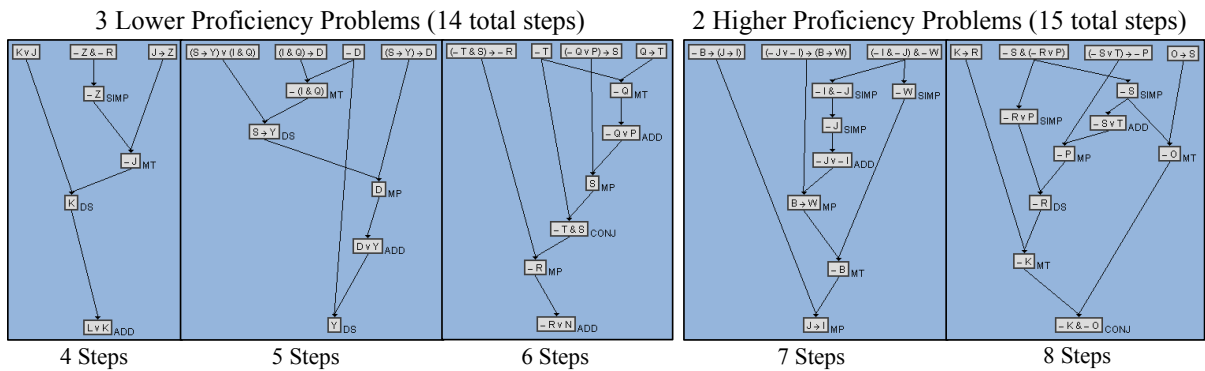 3 Lower Proficiency Problems (14 total steps)
2 Higher Proficiency Problems (15 total steps)
K v J
– Z & – R
J → Z
– Z SIMP
– J MT
K DS
L v K ADD
4 Steps
(S → Y) v (I & Q)
(I & Q) → D
– D
(S → Y) → D
– (I & Q) MT
S → Y DS
D MP
D v Y ADD
Y DS
5 Steps
(– T & S) → – R
– T
(– Q v P) → S
Q → T
– Q MT
– Q v P ADD
S MP
– T & S CONJ
– R MP
– R v N ADD
6 Steps
– B → (J → I)
(– J v – I) → (B → W)
(– I & – J) & – W
– I & – J SIMP
– W SIMP
– J SIMP
– J v – I ADD
B → W MP
– B MT
J → I MP
7 Steps
K → R
– S & (– R v P)
(– S v T) → – P
O → S
– S SIMP
– R v P SIMP
– S v T ADD
– P MP
– O MT
– R DS
– K MT
– K & – O CONJ
8 Steps